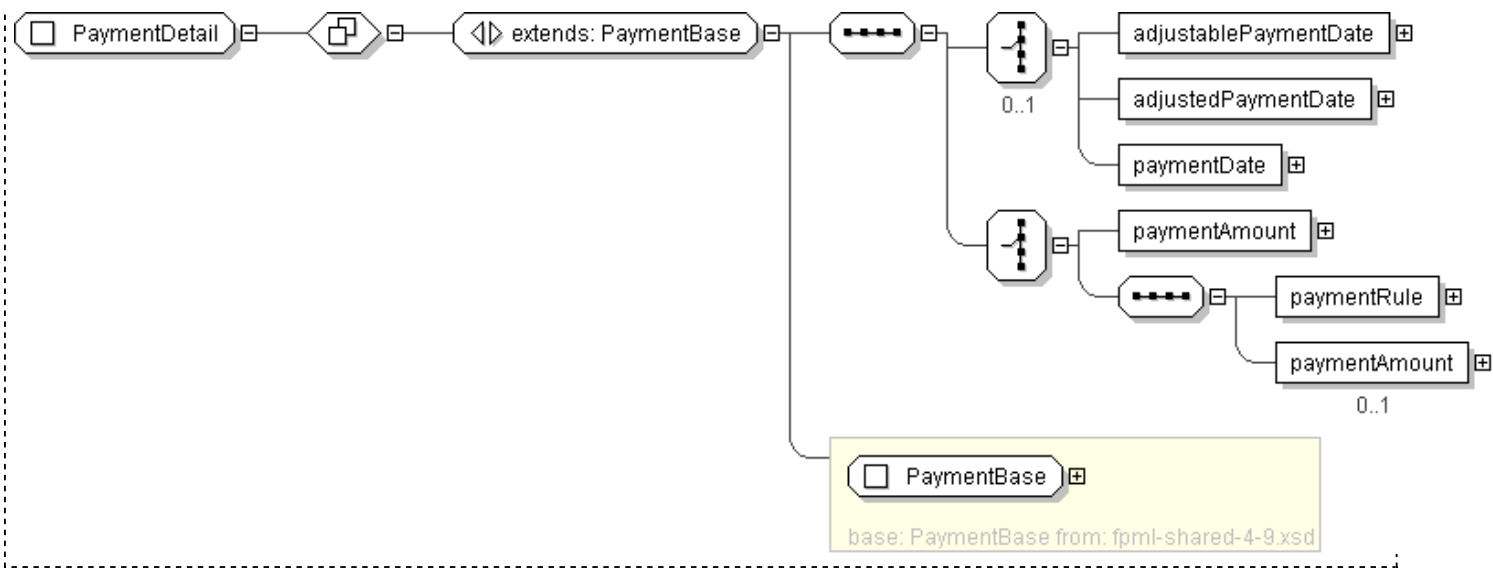 PaymentDetail
extends: PaymentBase
0..1
adjustablePaymentDate
adjustedPaymentDate
paymentDate
paymentAmount
paymentRule
paymentAmount
0..1
PaymentBase
base: PaymentBase from: fpml-shared-4-9.xsd